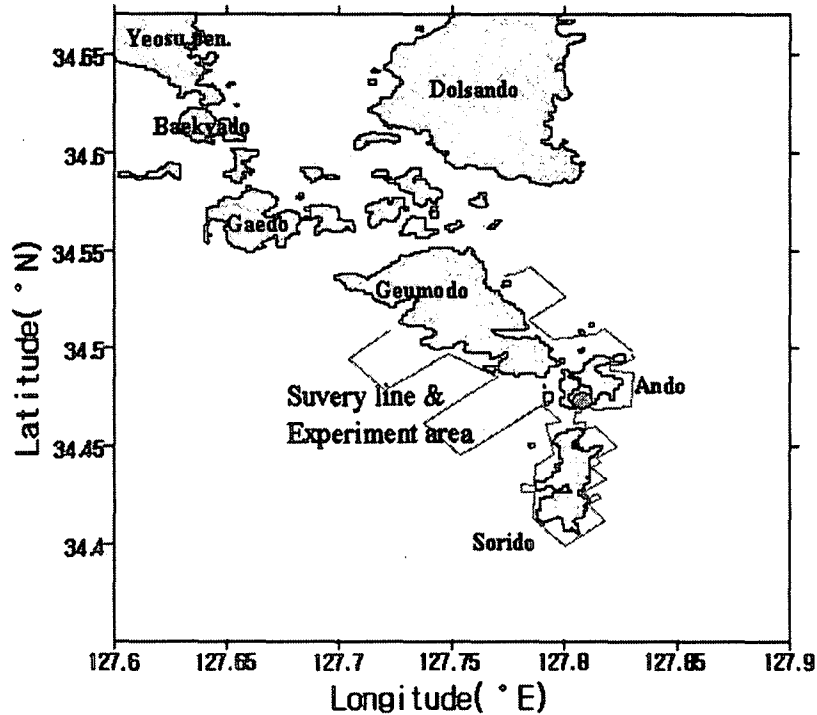 Yeosu pen.
34.65
Dolsando
Baekyado
34.6
Gaedo
34.55
Geumodo
34.5
Suvery line &
Experiment area
Ando
34.45
Sorido
34.4
Latitude( °N)
127.6 127.65 127.7 127.75 127.8 127.85 127.9
Longitude( °E)